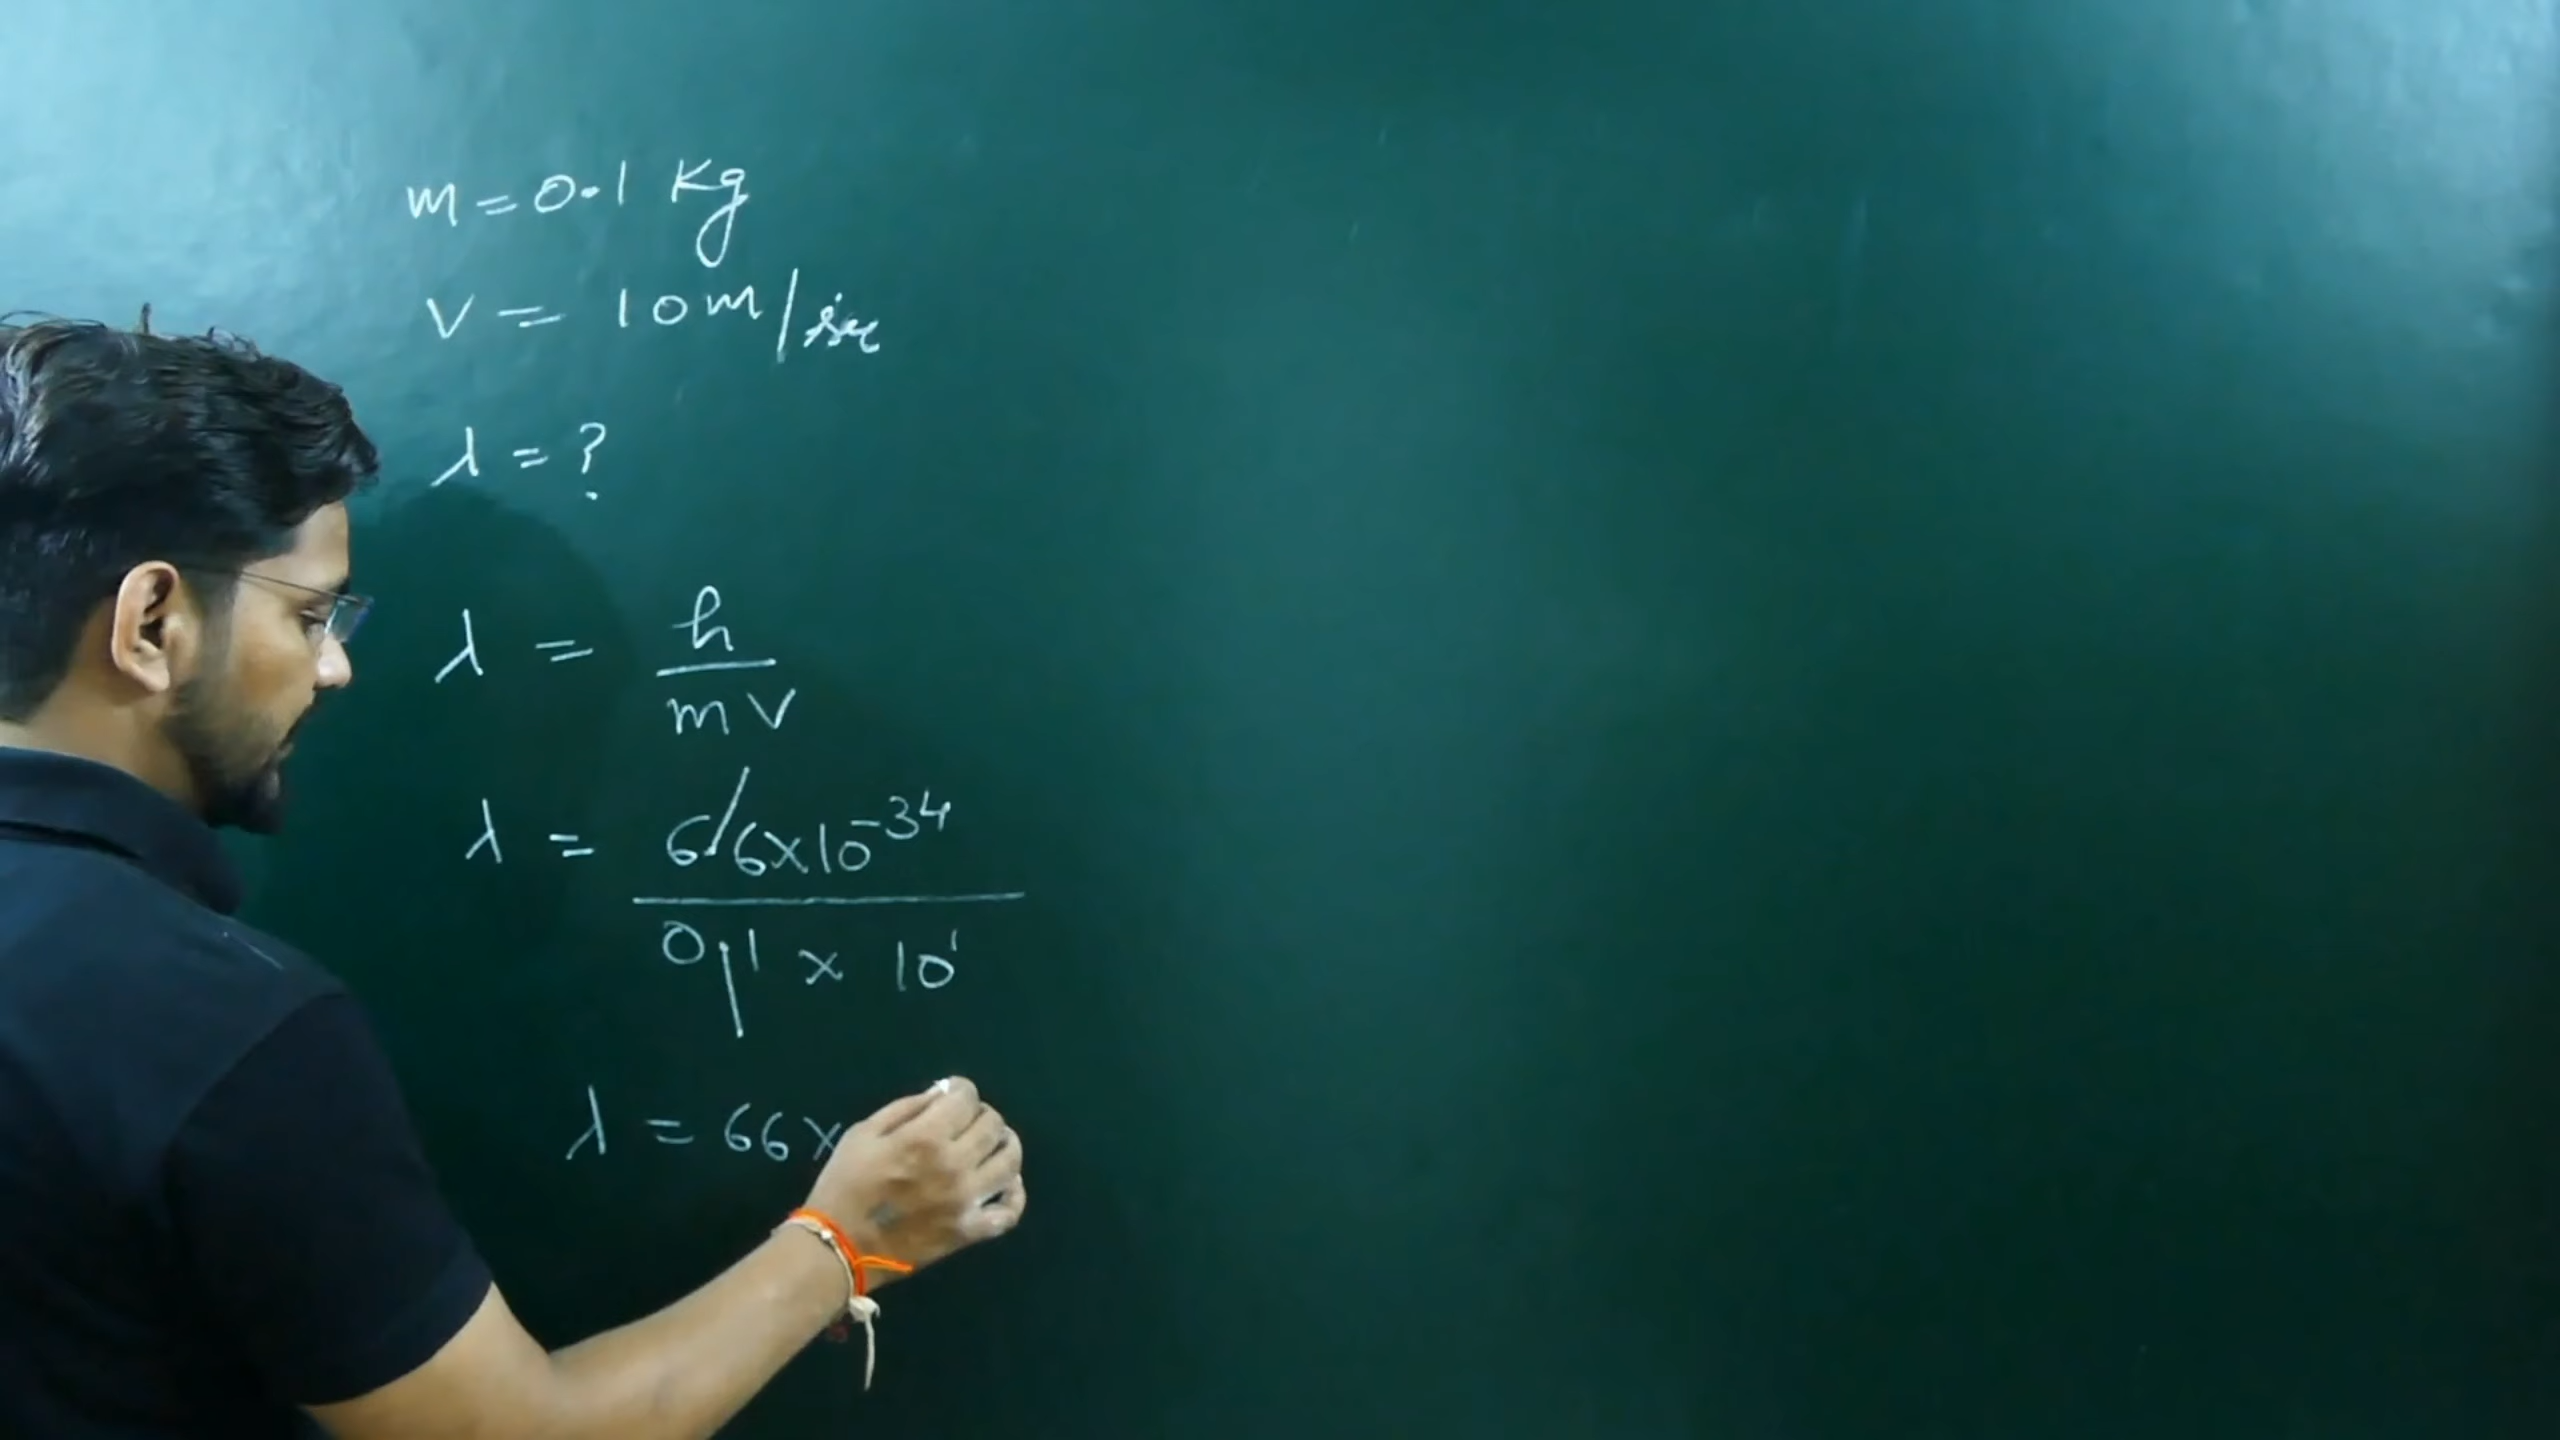 m = 0.1 Kg
v = 10 m/sec
λ = ?
λ = h / mv
λ = 6.6×10⁻³⁴ / 0.1 × 10¹
λ = 66×